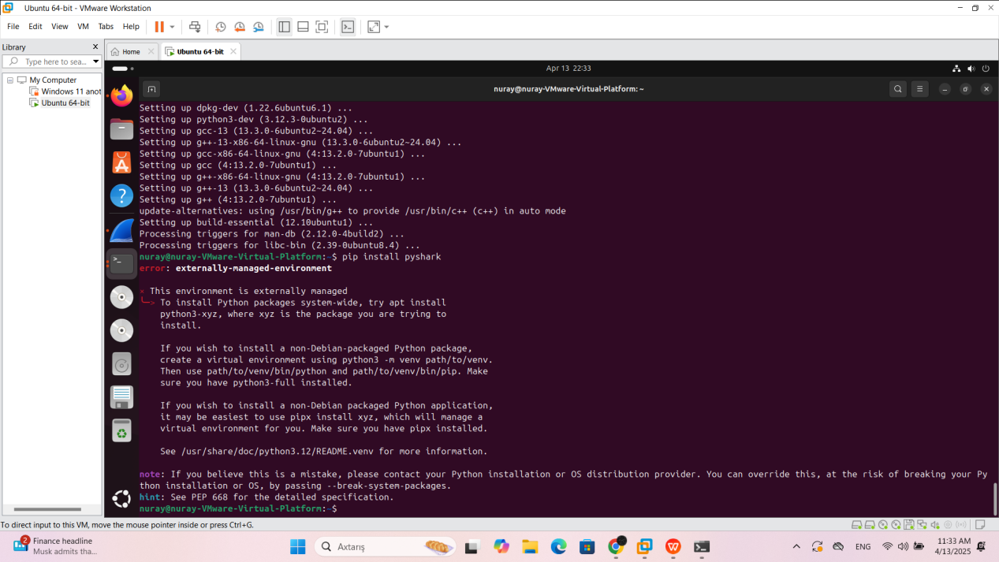 Ubuntu 64-bit - VMware Workstation
File Edit View VM Tabs Help
Library
Type here to sea...
My Computer
Windows 11 anot
Ubuntu 64-bit
Home
Ubuntu 64-bit
Apr 13 22:33
nuray@nuray-VMware-Virtual-Platform: ~
Setting up dpkg-dev (1.22.6ubuntu6.1) ...
Setting up python3-dev (3.12.3-0ubuntu2) ...
Setting up gcc-13 (13.3.0-6ubuntu2~24.04) ...
Setting up g++-13-x86-64-linux-gnu (13.3.0-6ubuntu2~24.04) ...
Setting up gcc-x86-64-linux-gnu (4:13.2.0-7ubuntu1) ...
Setting up gcc (4:13.2.0-7ubuntu1) ...
Setting up g++-x86-64-linux-gnu (4:13.2.0-7ubuntu1) ...
Setting up g++-13 (13.3.0-6ubuntu2~24.04) ...
Setting up g++ (4:13.2.0-7ubuntu1) ...
update-alternatives: using /usr/bin/g++ to provide /usr/bin/c++ (c++) in auto mode
Setting up build-essential (12.10ubuntu1) ...
Processing triggers for man-db (2.12.0-4build2) ...
Processing triggers for libc-bin (2.39-0ubuntu8.4) ...
nuray@nuray-VMware-Virtual-Platform:~$ pip install pyshark
error: externally-managed-environment
× This environment is externally managed
╰─> To install Python packages system-wide, try apt install
python3-xyz, where xyz is the package you are trying to
install.
If you wish to install a non-Debian-packaged Python package,
create a virtual environment using python3 -m venv path/to/venv.
Then use path/to/venv/bin/python and path/to/venv/bin/pip. Make
sure you have python3-full installed.
If you wish to install a non-Debian packaged Python application,
it may be easiest to use pipx install xyz, which will manage a
virtual environment for you. Make sure you have pipx installed.
See /usr/share/doc/python3.12/README.venv for more information.
note: If you believe this is a mistake, please contact your Python installation or OS distribution provider. You can override this, at the risk of breaking your Py
thon installation or OS, by passing --break-system-packages.
hint: See PEP 668 for the detailed specification.
nuray@nuray-VMware-Virtual-Platform:~$
To direct input to this VM, move the mouse pointer inside or press Ctrl+G.
2
Finance headline
Musk admits tha...
Axtarış
ENG
11:33 AM
4/13/2025